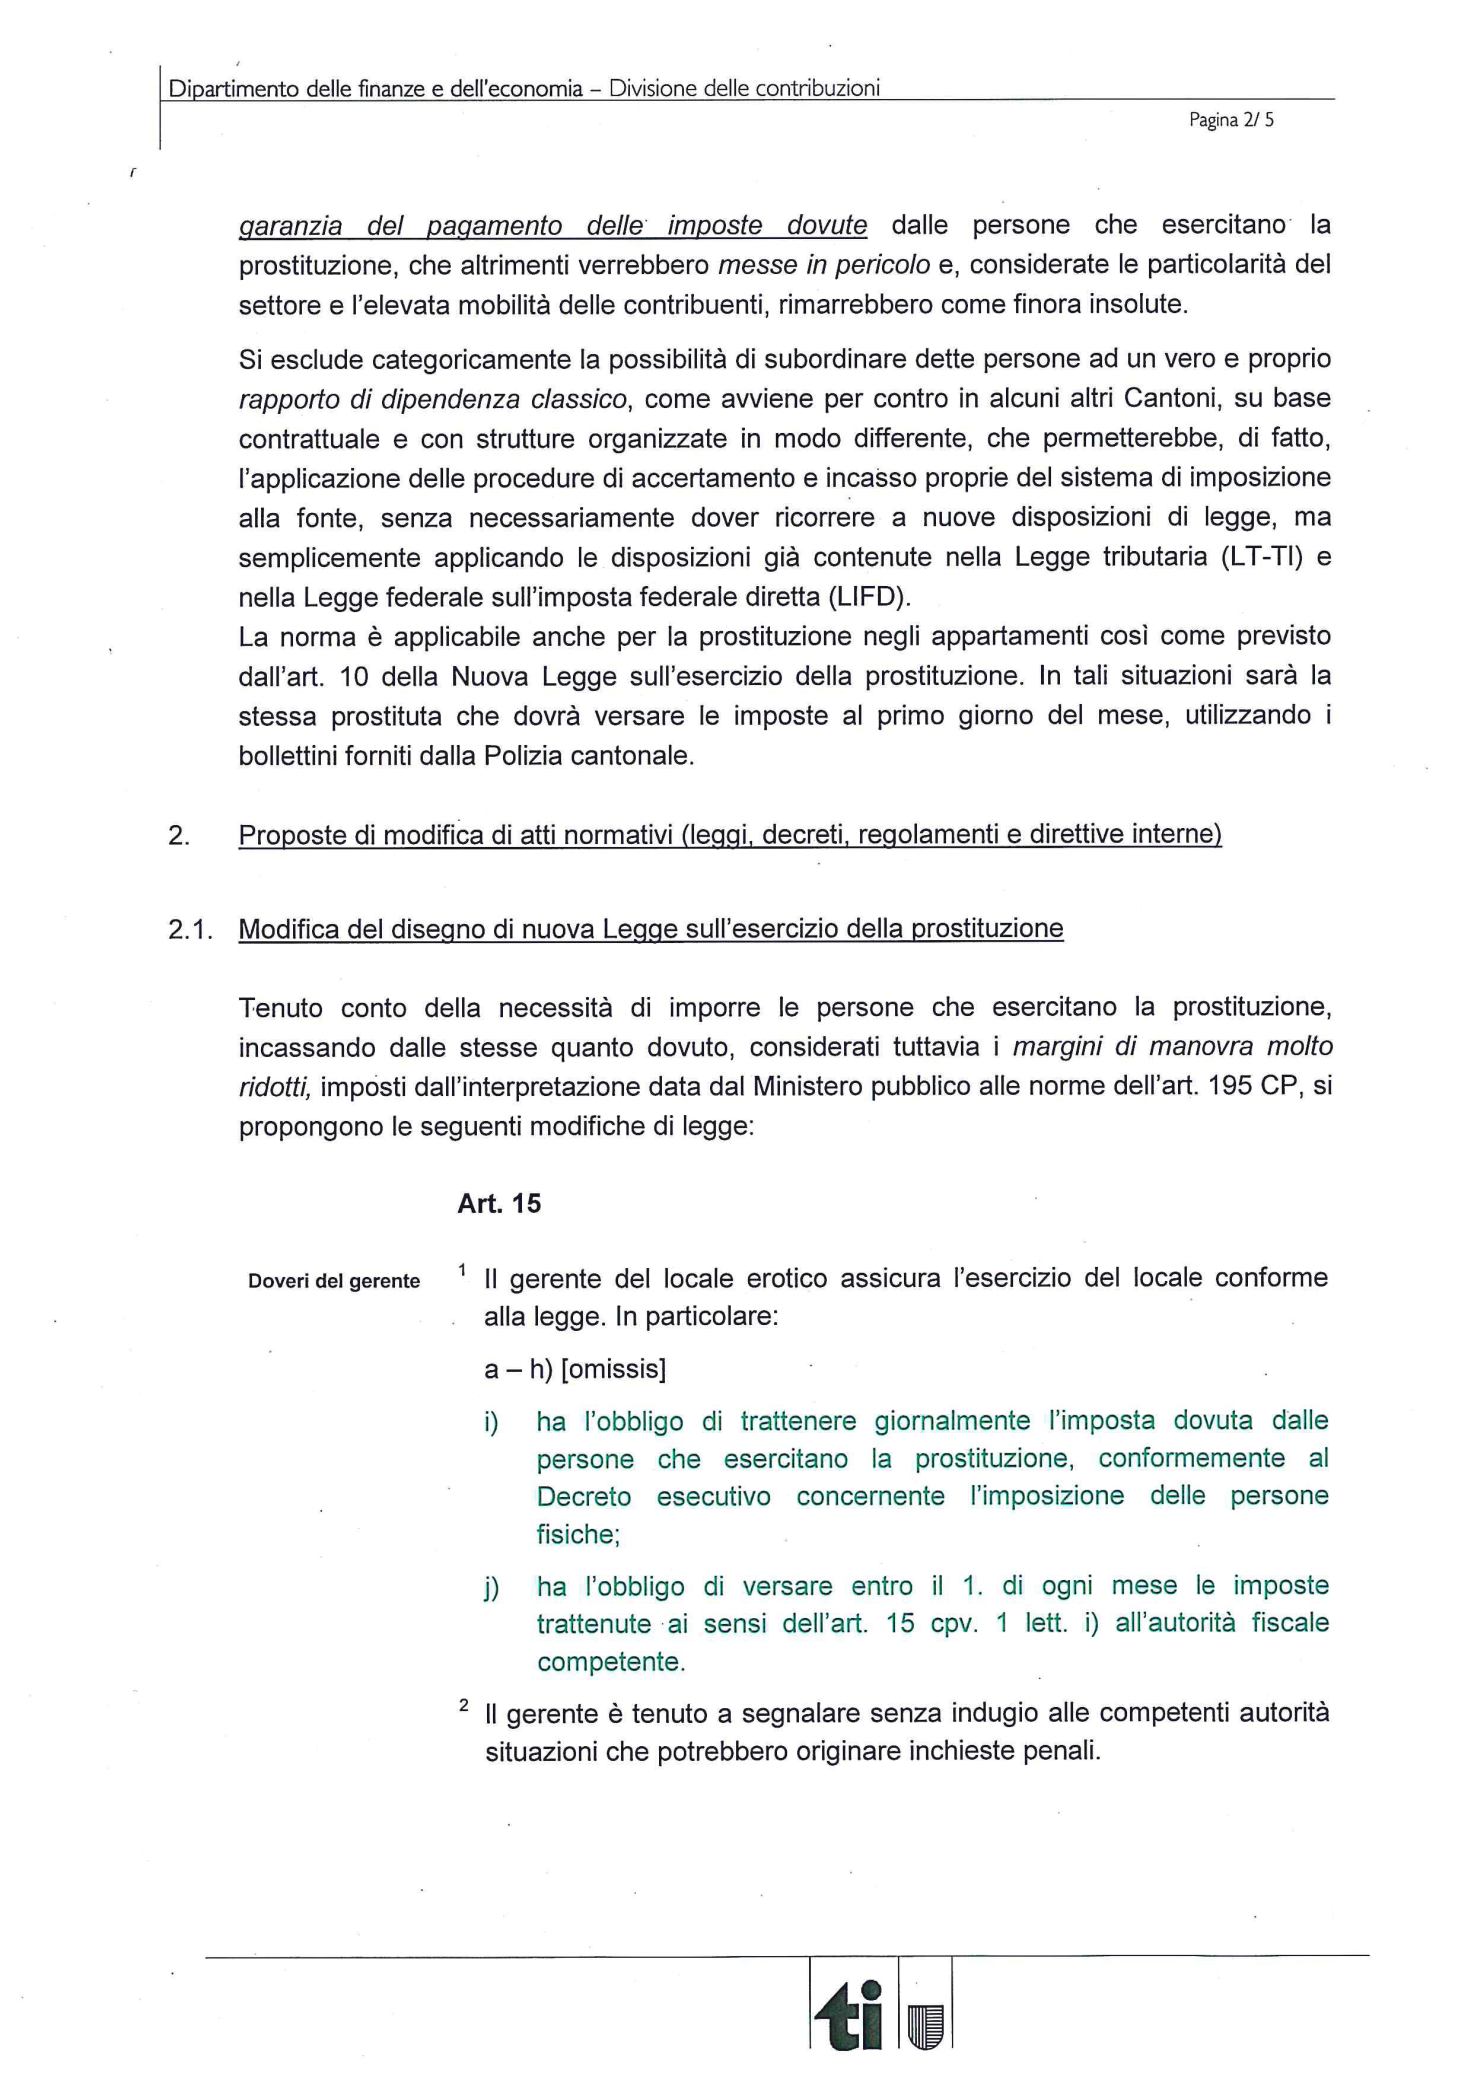 Dipartimento delle finanze e dell'economia – Divisione delle contribuzioni
Pagina 2/ 5
garanzia del pagamento delle imposte dovute dalle persone che esercitano la
prostituzione, che altrimenti verrebbero messe in pericolo e, considerate le particolarità del
settore e l'elevata mobilità delle contribuenti, rimarrebbero come finora insolute.
Si esclude categoricamente la possibilità di subordinare dette persone ad un vero e proprio
rapporto di dipendenza classico, come avviene per contro in alcuni altri Cantoni, su base
contrattuale e con strutture organizzate in modo differente, che permetterebbe, di fatto,
l'applicazione delle procedure di accertamento e incasso proprie del sistema di imposizione
alla fonte, senza necessariamente dover ricorrere a nuove disposizioni di legge, ma
semplicemente applicando le disposizioni già contenute nella Legge tributaria (LT-TI) e
nella Legge federale sull'imposta federale diretta (LIFD).
La norma è applicabile anche per la prostituzione negli appartamenti così come previsto
dall'art. 10 della Nuova Legge sull'esercizio della prostituzione. In tali situazioni sarà la
stessa prostituta che dovrà versare le imposte al primo giorno del mese, utilizzando i
bollettini forniti dalla Polizia cantonale.
2. Proposte di modifica di atti normativi (leggi, decreti, regolamenti e direttive interne)
2.1. Modifica del disegno di nuova Legge sull'esercizio della prostituzione
Tenuto conto della necessità di imporre le persone che esercitano la prostituzione,
incassando dalle stesse quanto dovuto, considerati tuttavia i margini di manovra molto
ridotti, imposti dall'interpretazione data dal Ministero pubblico alle norme dell'art. 195 CP, si
propongono le seguenti modifiche di legge:
Art. 15
Doveri del gerente 1 Il gerente del locale erotico assicura l'esercizio del locale conforme
alla legge. In particolare:
a – h) [omissis]
i) ha l'obbligo di trattenere giornalmente l'imposta dovuta dalle
persone che esercitano la prostituzione, conformemente al
Decreto esecutivo concernente l'imposizione delle persone
fisiche;
j) ha l'obbligo di versare entro il 1. di ogni mese le imposte
trattenute ai sensi dell'art. 15 cpv. 1 lett. i) all'autorità fiscale
competente.
2 Il gerente è tenuto a segnalare senza indugio alle competenti autorità
situazioni che potrebbero originare inchieste penali.
ti